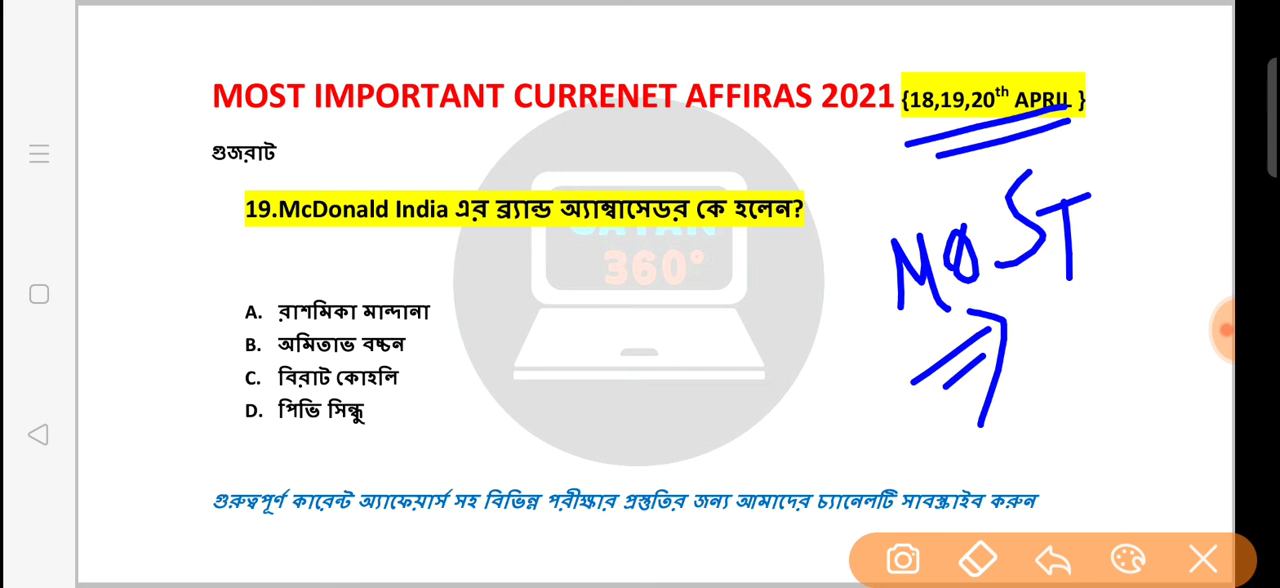 MOST IMPORTANT CURRENET AFFIRAS 2021 {18,19,20th APRIL }
গুজরাট
19.McDonald India এর ব্র্যান্ড অ্যাম্বাসেডর কে হলেন?
360°
A. রাশমিকা মান্দানা
B. অমিতাভ বচ্চন
C. বিরাট কোহলি
D. পিভি সিন্ধু
MOST
গুরুত্বপূর্ণ কারেন্ট অ্যাফেয়ার্স সহ বিভিন্ন পরীক্ষার প্রস্তুতির জন্য আমাদের চ্যানেলটি সাবস্ক্রাইব করুন